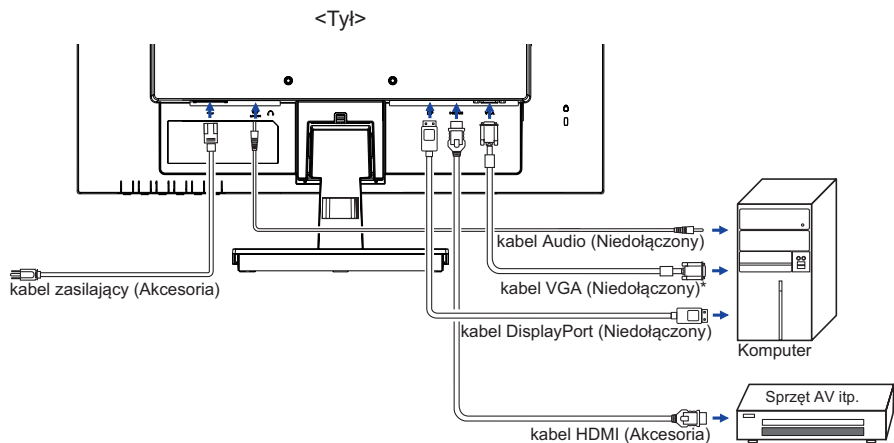 <Tył>
kabel Audio (Niedołączony)
kabel zasilający (Akcesoria)
kabel VGA (Niedołączony)*
kabel DisplayPort (Niedołączony)
Komputer
Sprzęt AV itp.
kabel HDMI (Akcesoria)